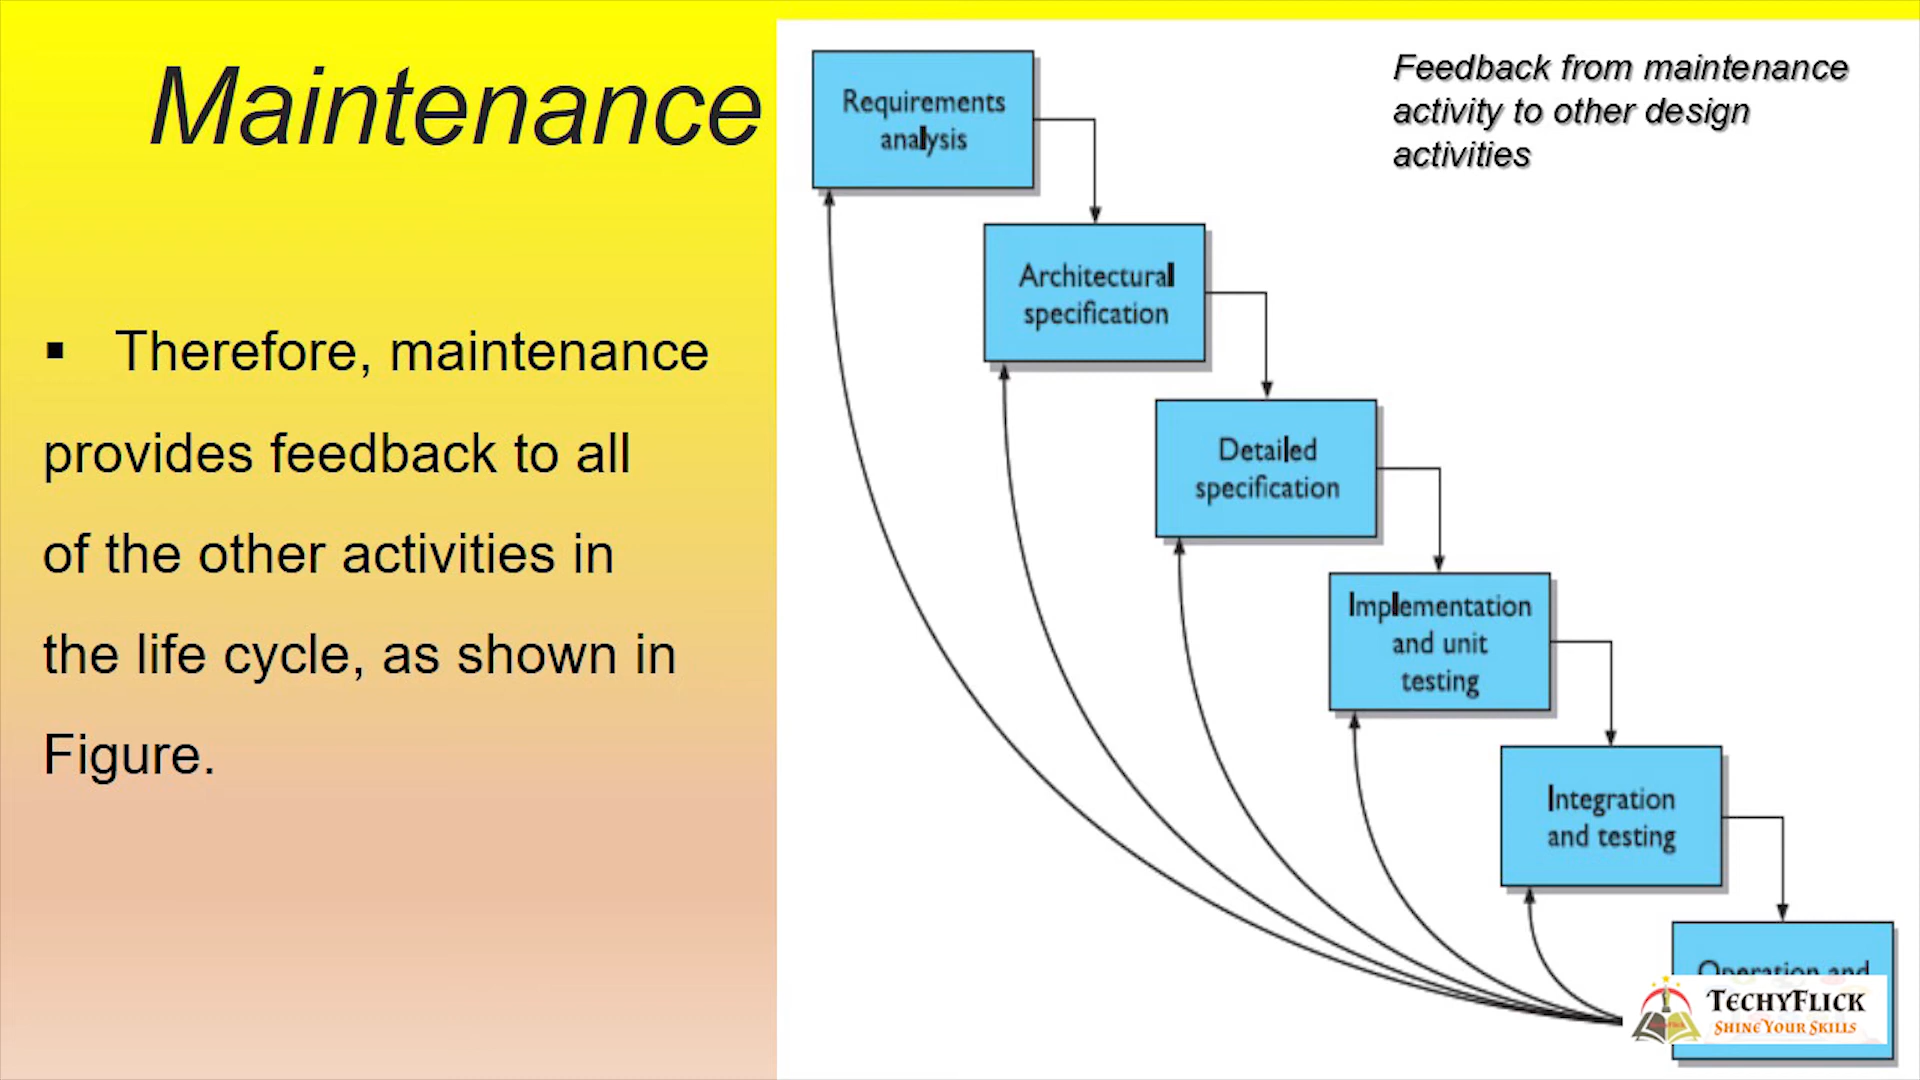 Maintenance
▪ Therefore, maintenance
provides feedback to all
of the other activities in
the life cycle, as shown in
Figure.
Feedback from maintenance
activity to other design
activities
Requirements
analysis
Architectural
specification
Detailed
specification
Implementation
and unit
testing
Integration
and testing
Operation and
TECHYFLICK
SHINE YOUR SKILLS